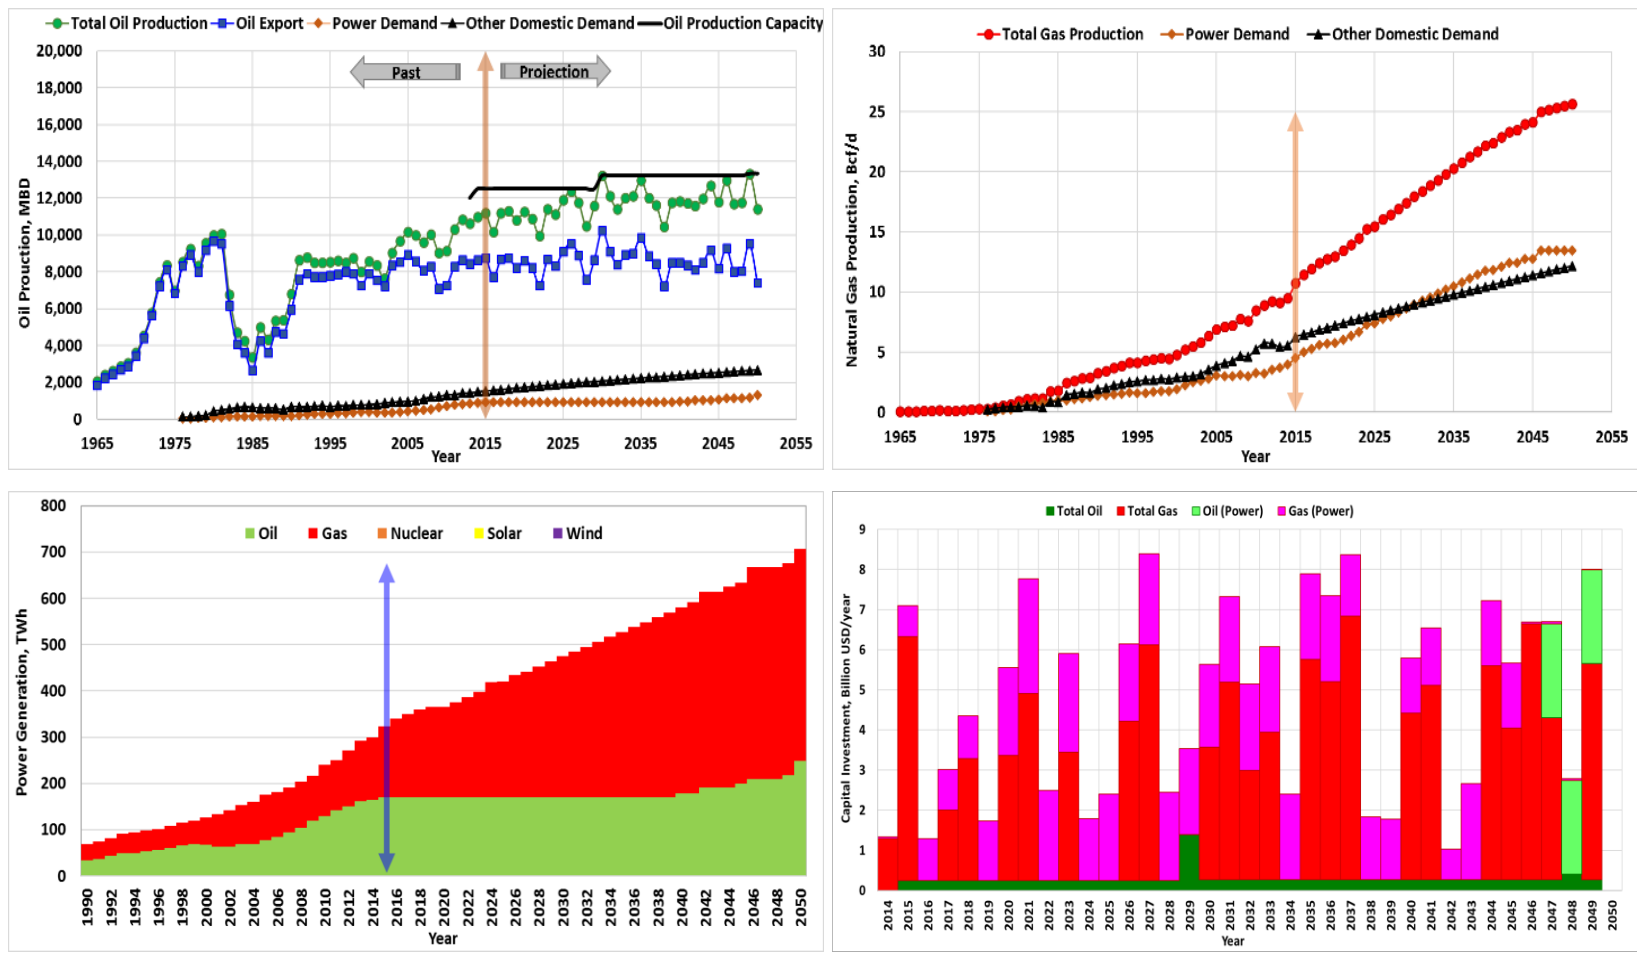 Total Oil Production Oil Export Power Demand Other Domestic Demand Oil Production Capacity
20,000
18,000
16,000
14,000
12,000
10,000
8,000
6,000
4,000
2,000
0
Oil Prouction, MBD
Past
Projection
1965 1975 1985 1995 2005 2015 2025 2035 2045 2055
Year
Total Gas Production Power Demand Other Domestic Demand
30
25
20
15
10
5
0
Natural Gas Production, Bcf/d
1965 1975 1985 1995 2005 2015 2025 2035 2045 2055
Year
800
700
600
500
400
300
200
100
0
Power Generation, TWh
Oil Gas Nuclear Solar Wind
1990 1992 1994 1996 1998 2000 2002 2004 2006 2008 2010 2012 2014 2016 2018 2020 2022 2024 2026 2028 2030 2032 2034 2036 2038 2040 2042 2044 2046 2048 2050
Year
Total Oil Total Gas Oil (Power) Gas (Power)
9
8
7
6
5
4
3
2
1
0
Capital Investment, Billion USD/year
2014 2015 2016 2017 2018 2019 2020 2021 2022 2023 2024 2025 2026 2027 2028 2029 2030 2031 2032 2033 2034 2035 2036 2037 2038 2039 2040 2041 2042 2043 2044 2045 2046 2047 2048 2049 2050
Year